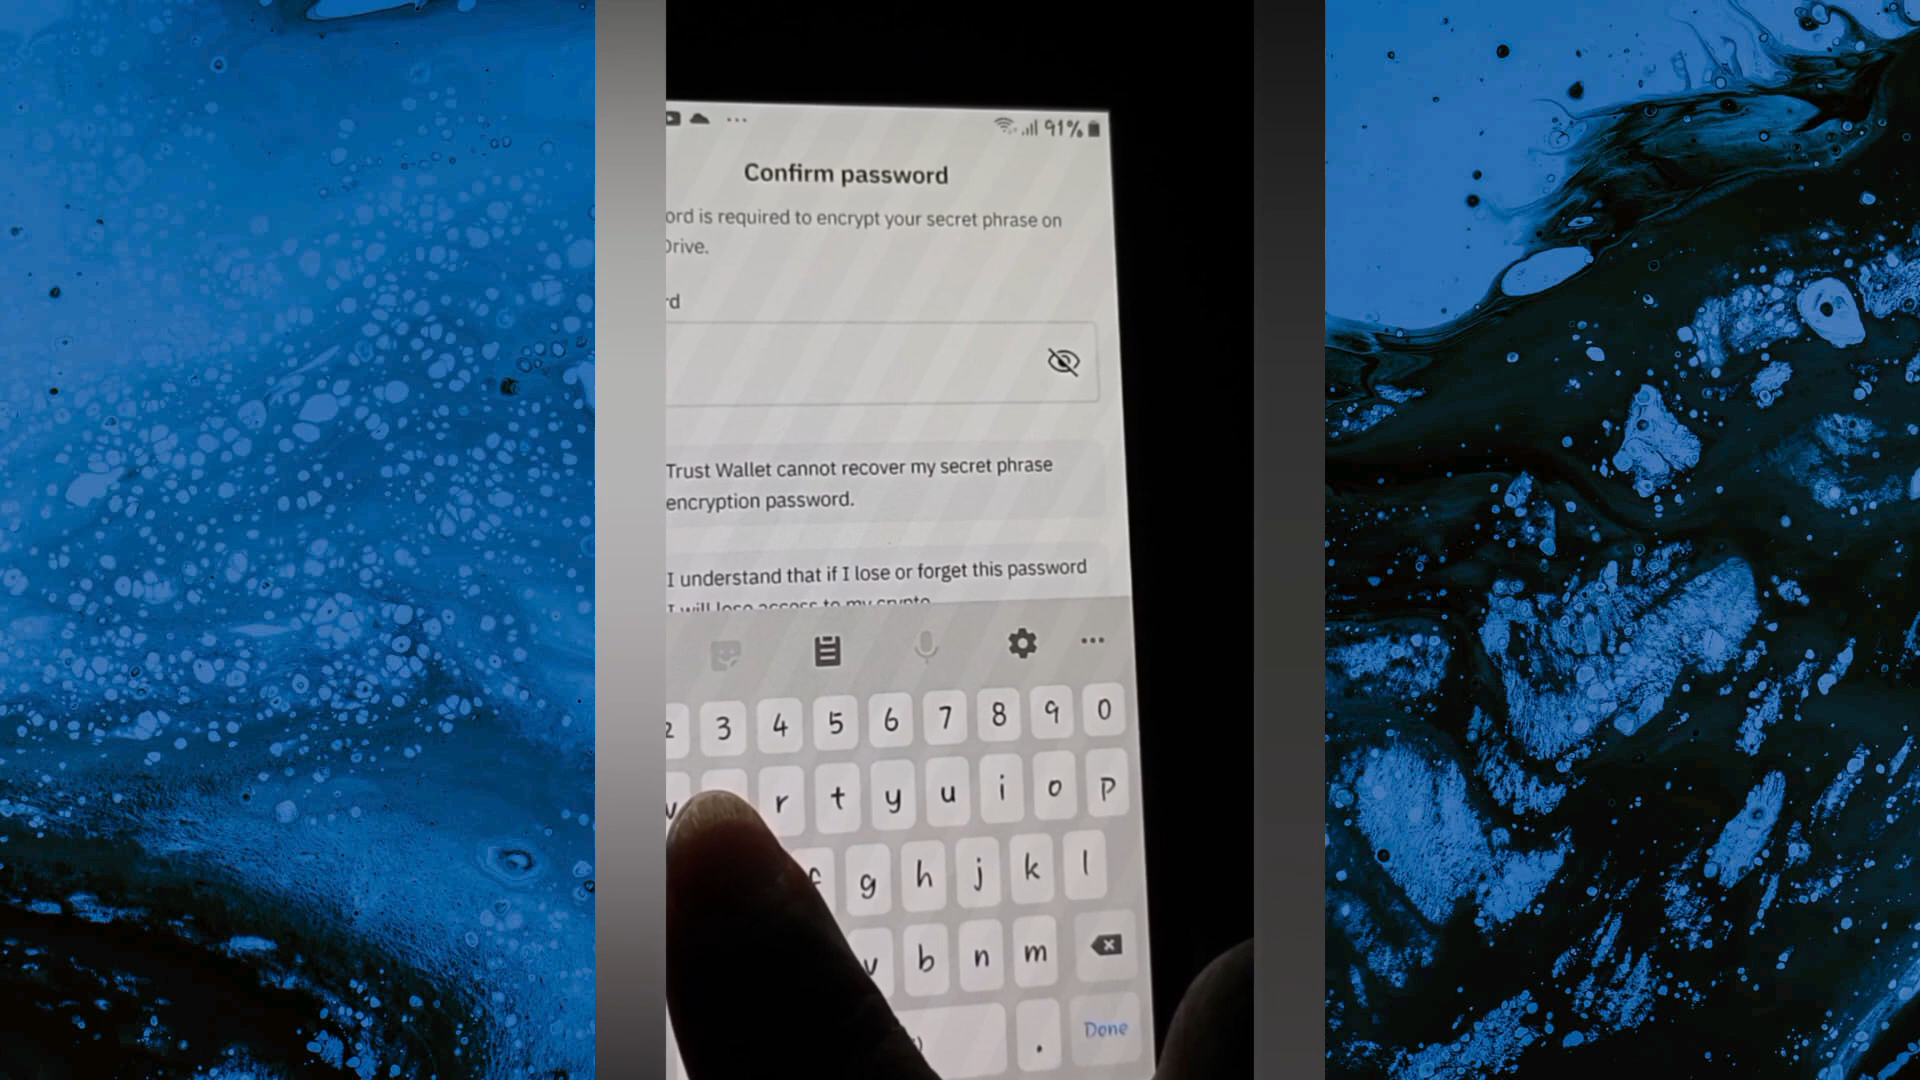 91%
Confirm password
ord is required to encrypt your secret phrase on
Drive.
rd
Trust Wallet cannot recover my secret phrase
encryption password.
I understand that if I lose or forget this password
I will lose access to my crypto
2 3 4 5 6 7 8 9 0
r t y u i o p
f g h j k l
v b n m
. Done